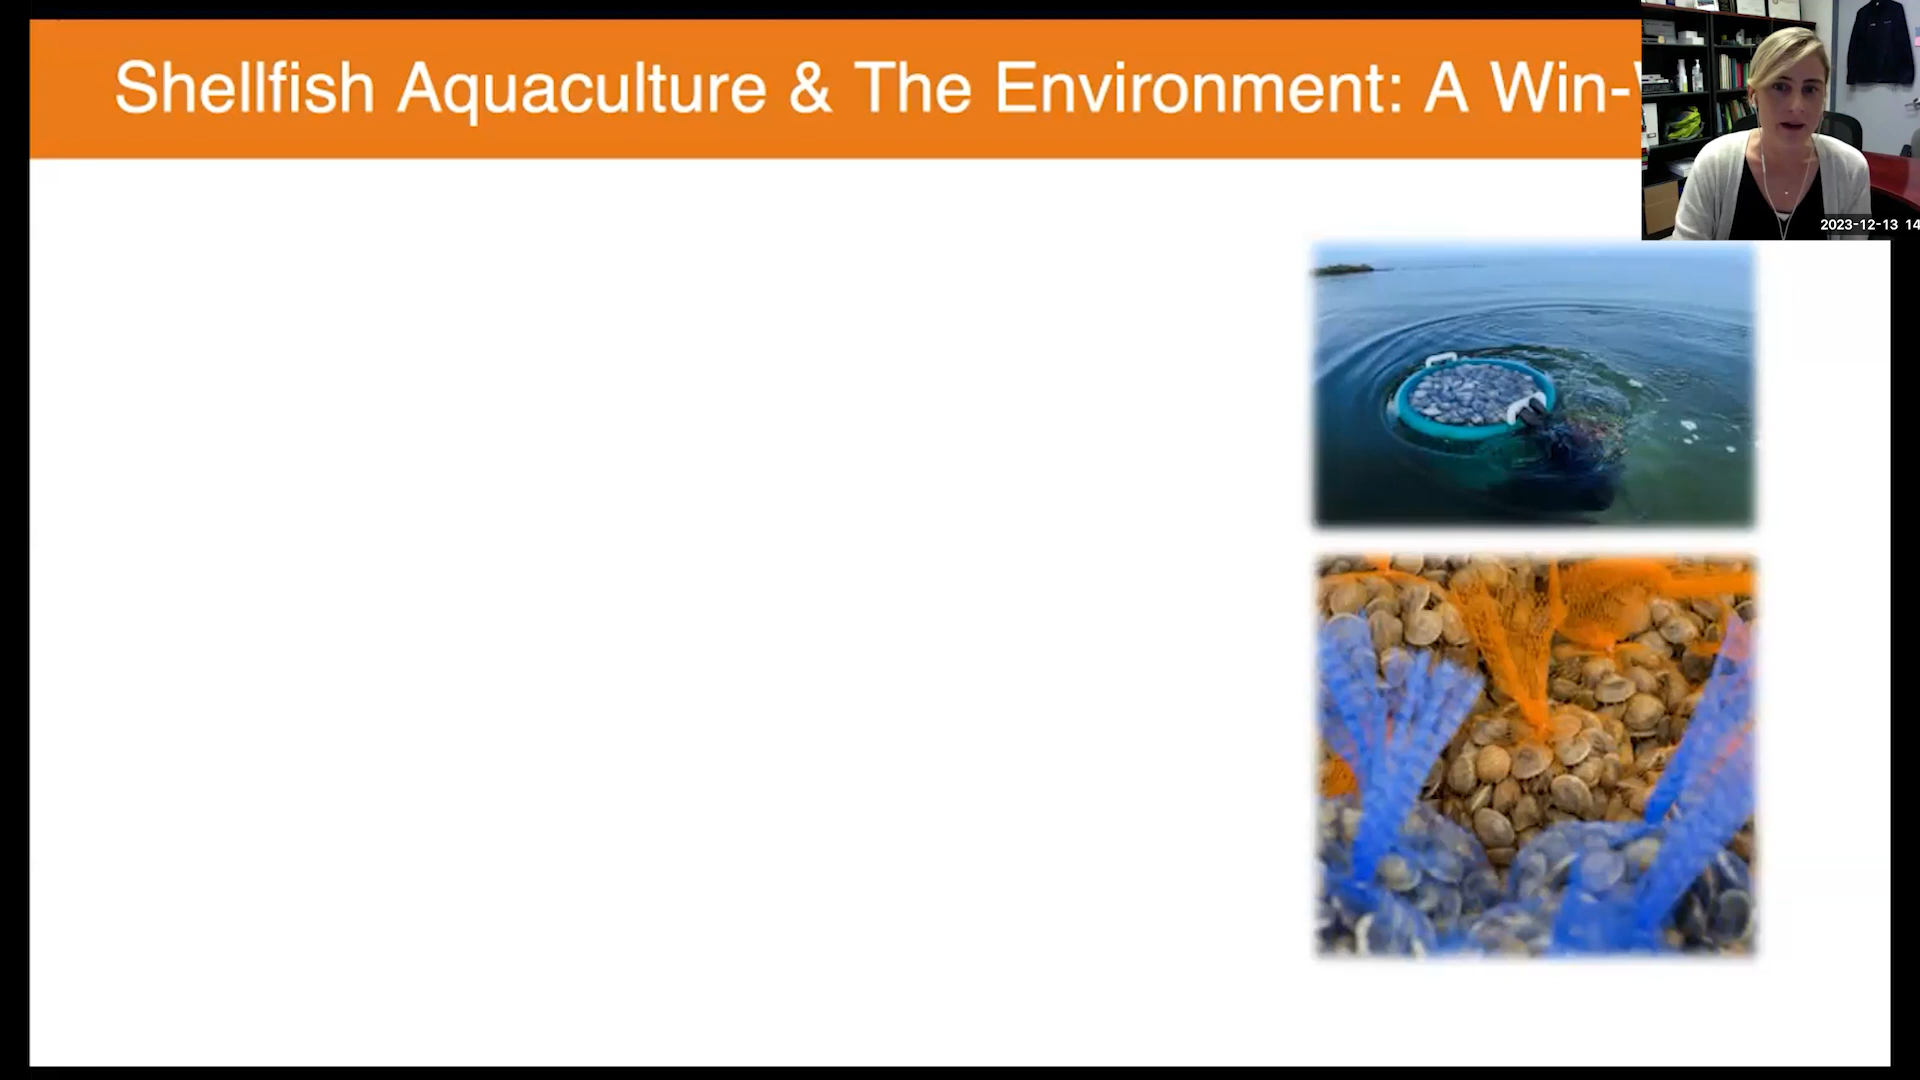 Shellfish Aquaculture & The Environment: A Win-
2023-12-13 14